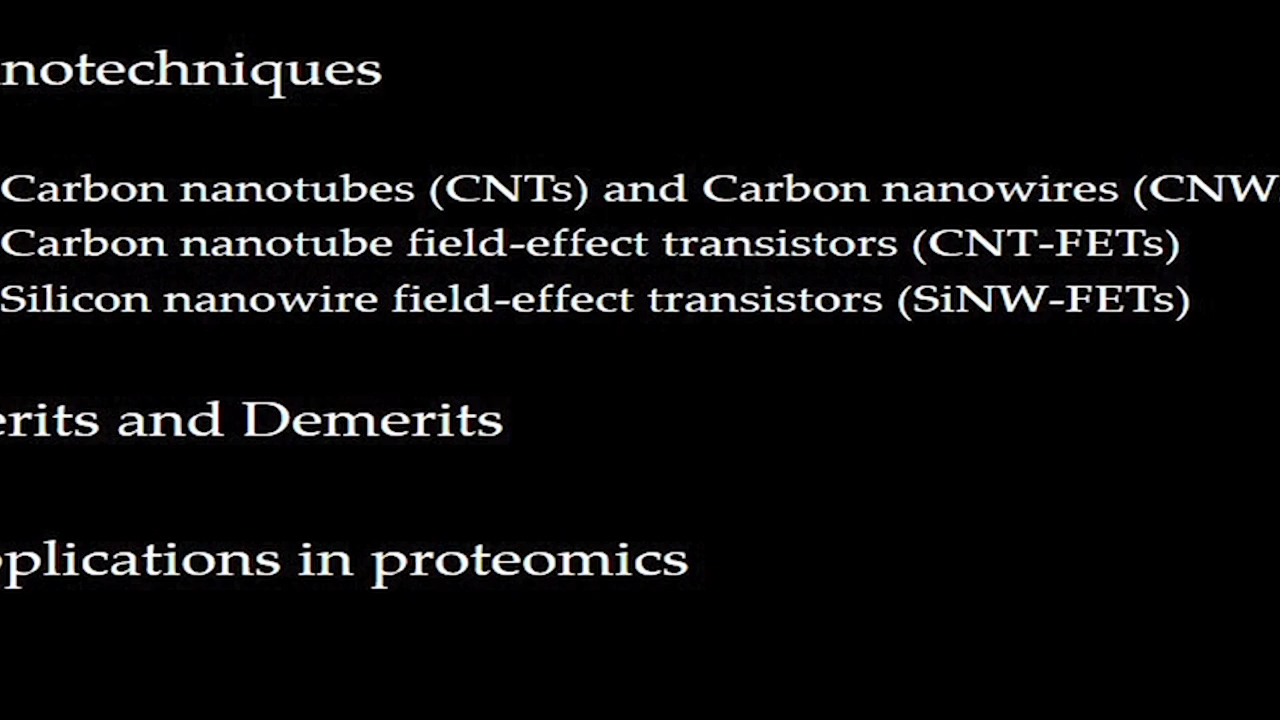 notechniques
Carbon nanotubes (CNTs) and Carbon nanowires (CNW
Carbon nanotube field-effect transistors (CNT-FETs)
Silicon nanowire field-effect transistors (SiNW-FETs)
erits and Demerits
pplications in proteomics